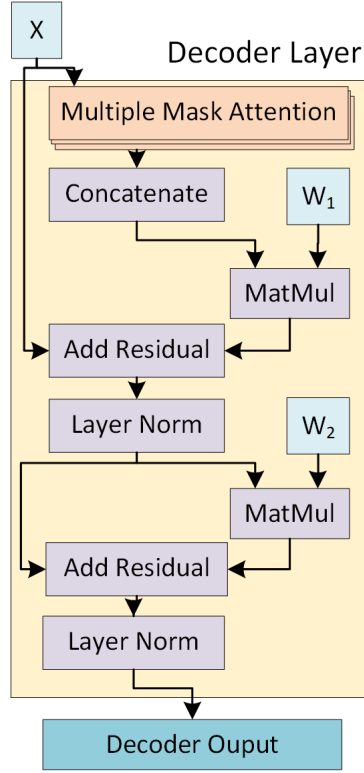 X
Decoder Layer
Multiple Mask Attention
Concatenate
W₁
MatMul
Add Residual
Layer Norm
W₂
MatMul
Add Residual
Layer Norm
Decoder Ouput